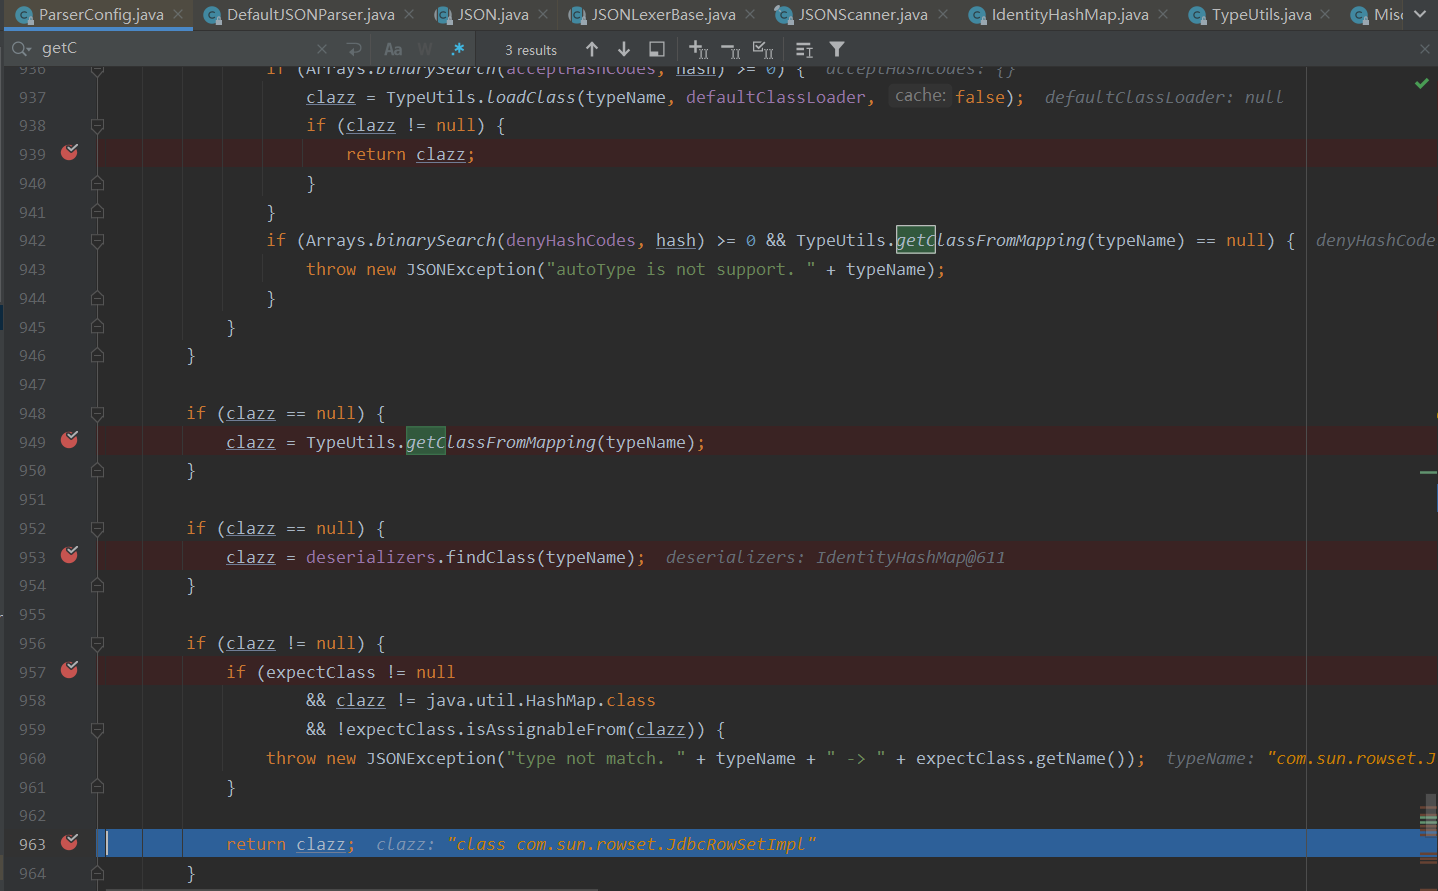 ParserConfig.java DefaultJSONParser.java JSON.java JSONLexerBase.java JSONScanner.java IdentityHashMap.java TypeUtils.java Misc
getC Aa W .* 3 results
936 if (Arrays.binarySearch(acceptHashCodes, hash) >= 0) { acceptHashCodes: {}
937 clazz = TypeUtils.loadClass(typeName, defaultClassLoader, cache: false); defaultClassLoader: null
938 if (clazz != null) {
939 return clazz;
940 }
941 }
942 if (Arrays.binarySearch(denyHashCodes, hash) >= 0 && TypeUtils.getClassFromMapping(typeName) == null) { denyHashCode
943 throw new JSONException("autoType is not support. " + typeName);
944 }
945 }
946 }
947
948 if (clazz == null) {
949 clazz = TypeUtils.getClassFromMapping(typeName);
950 }
951
952 if (clazz == null) {
953 clazz = deserializers.findClass(typeName); deserializers: IdentityHashMap@611
954 }
955
956 if (clazz != null) {
957 if (expectClass != null
958 && clazz != java.util.HashMap.class
959 && !expectClass.isAssignableFrom(clazz)) {
960 throw new JSONException("type not match. " + typeName + " -> " + expectClass.getName()); typeName: "com.sun.rowset.J
961 }
962
963 return clazz; clazz: "class com.sun.rowset.JdbcRowSetImpl"
964 }